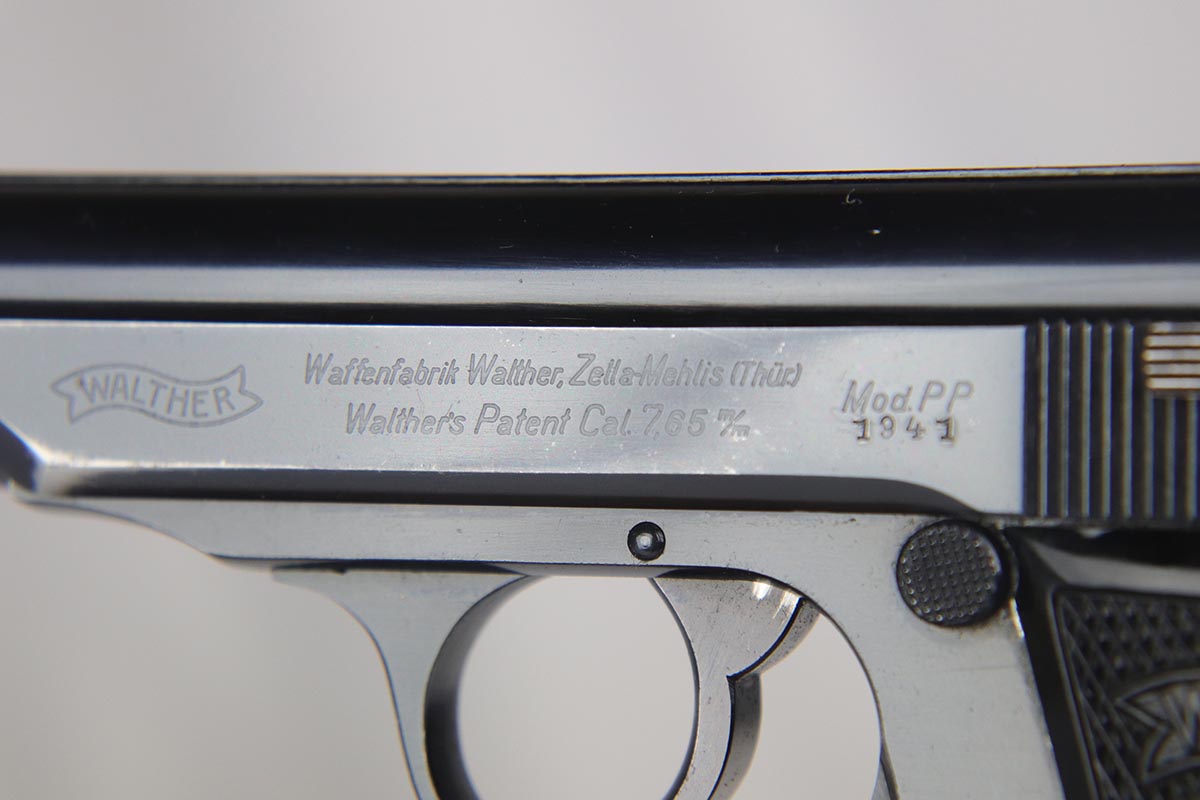 WALTHER
Waffenfabrik Walther, Zella-Mehlis (Thür.)
Walther's Patent Cal. 7,65 m/m
Mod. PP
1941